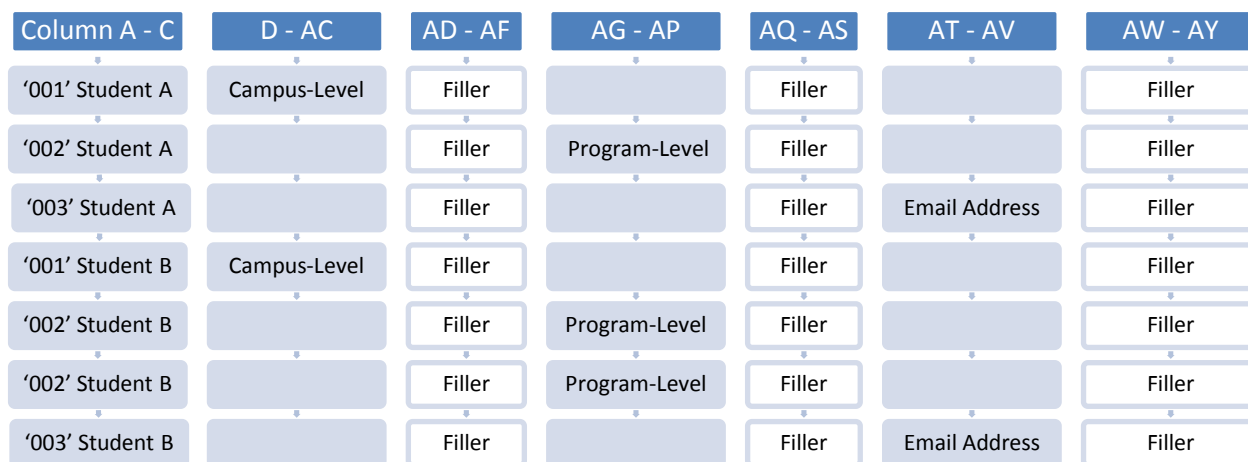 Column A - C D - AC AD - AF AG - AP AQ - AS AT - AV AW - AY
‘001’ Student A Campus-Level Filler Filler Filler
‘002’ Student A Filler Program-Level Filler Filler
‘003’ Student A Filler Filler Email Address Filler
‘001’ Student B Campus-Level Filler Filler Filler
‘002’ Student B Filler Program-Level Filler Filler
‘002’ Student B Filler Program-Level Filler Filler
‘003’ Student B Filler Filler Email Address Filler